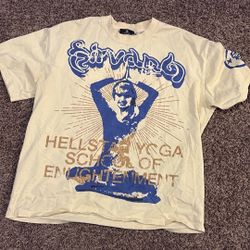 Nirvana
HELLSTAR YOGA
SCHOOL OF
ENLIGHTENMENT